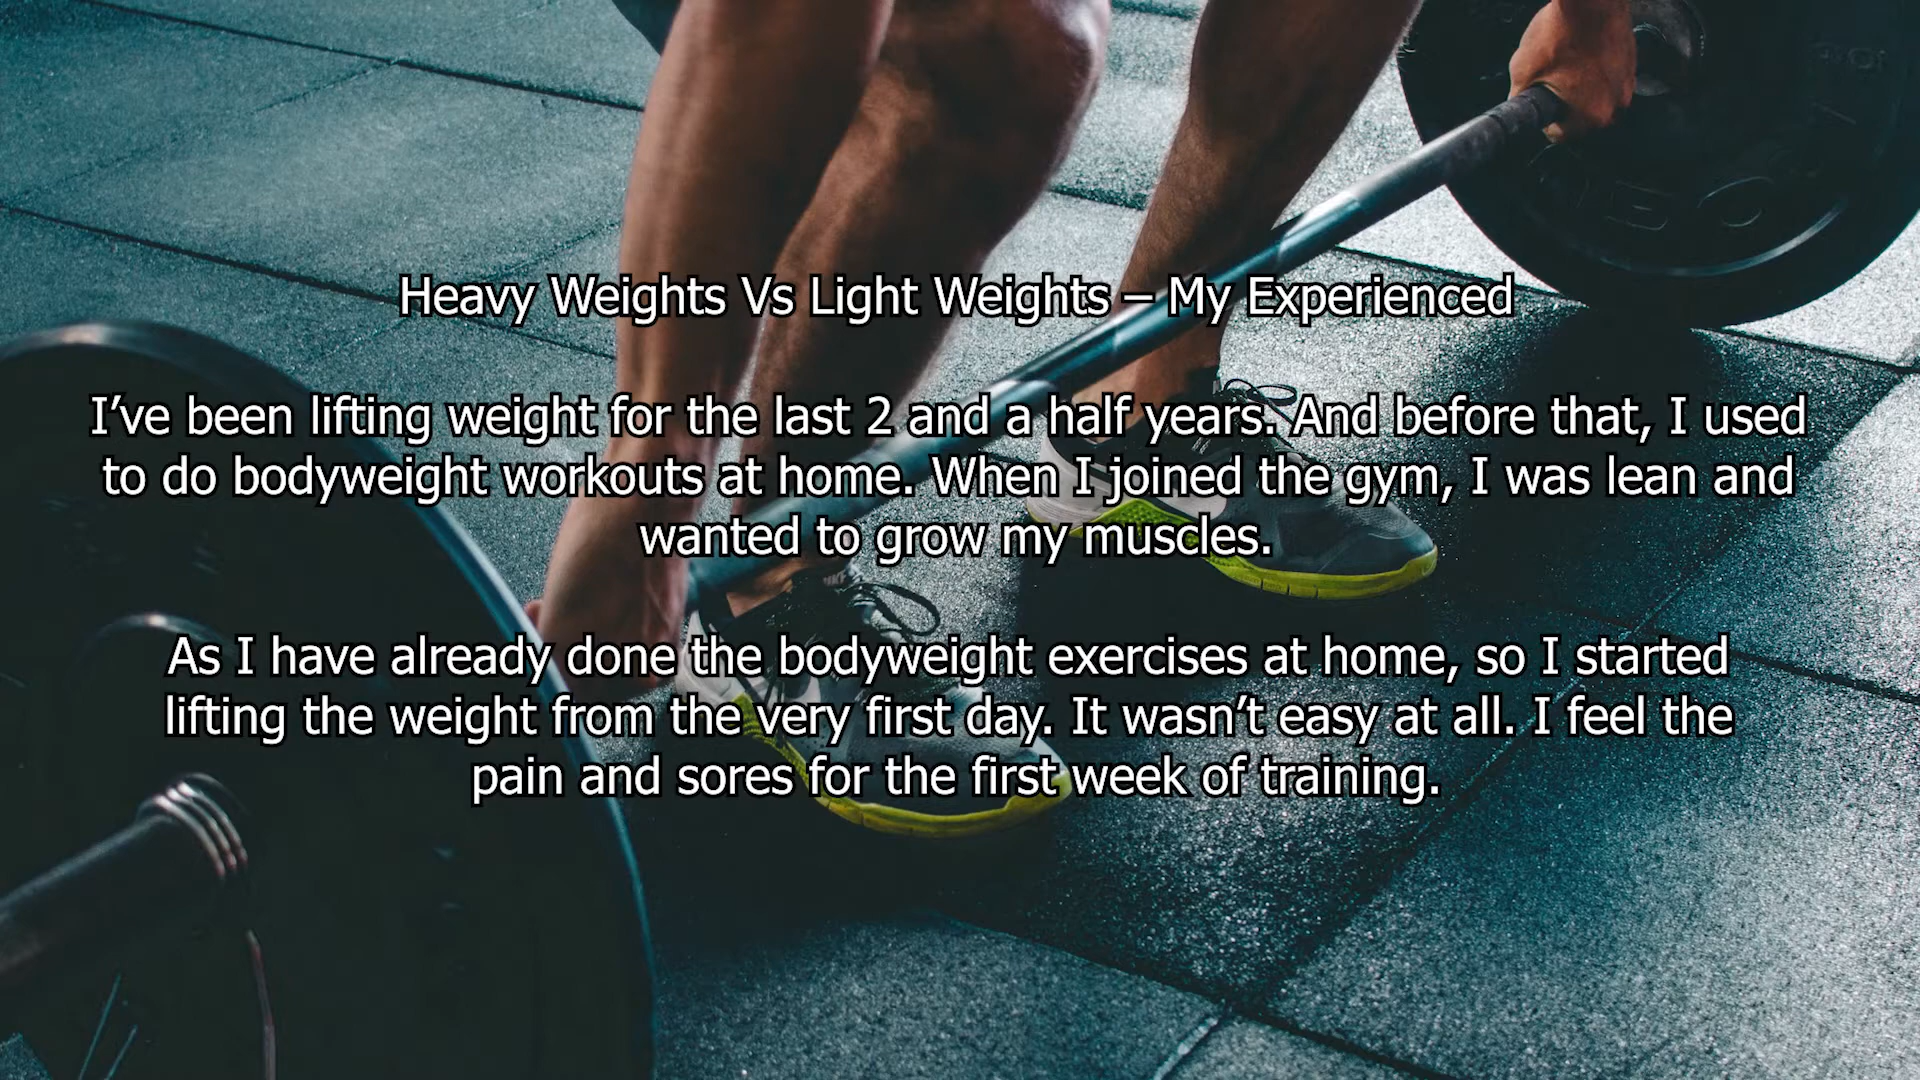 Heavy Weights Vs Light Weights – My Experienced
I’ve been lifting weight for the last 2 and a half years. And before that, I used
to do bodyweight workouts at home. When I joined the gym, I was lean and
wanted to grow my muscles.
As I have already done the bodyweight exercises at home, so I started
lifting the weight from the very first day. It wasn’t easy at all. I feel the
pain and sores for the first week of training.